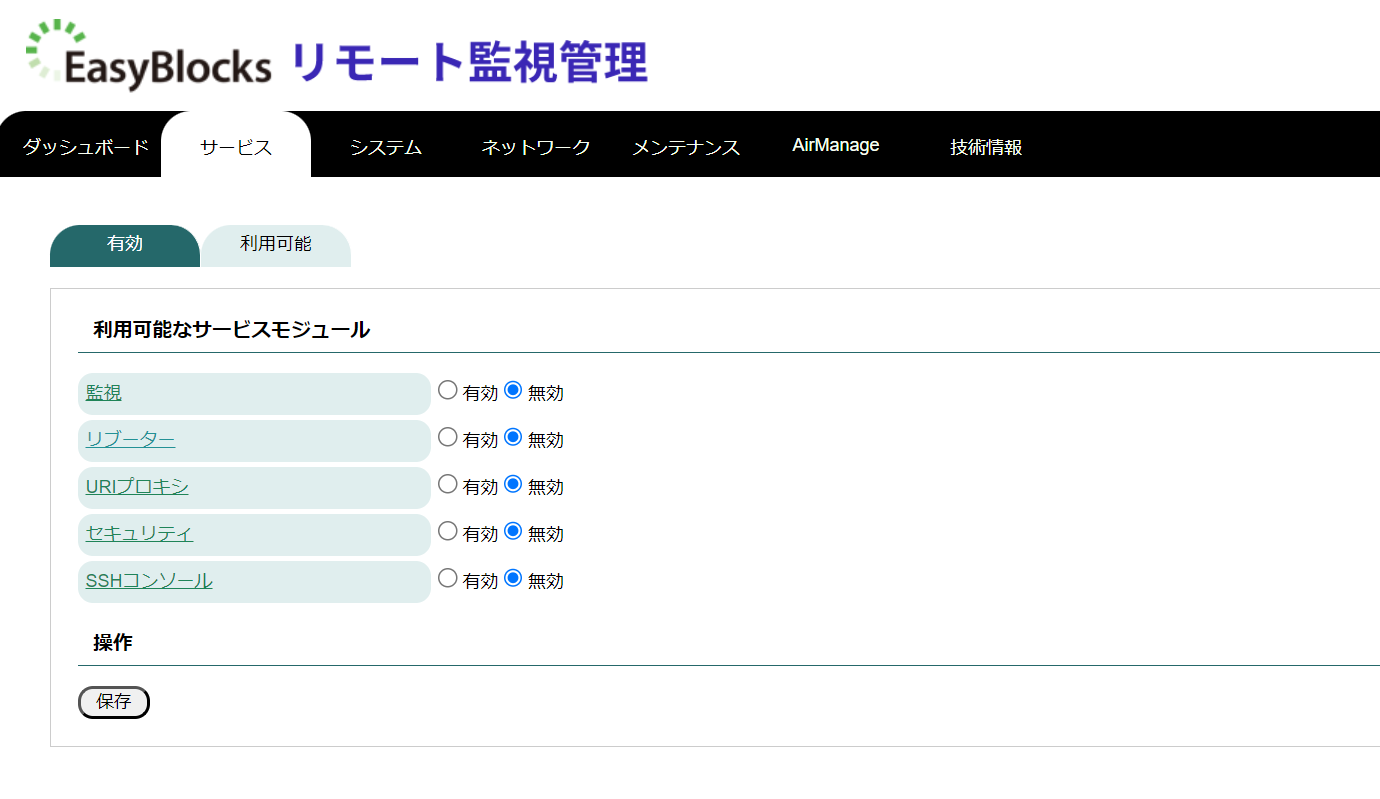 EasyBlocks リモート監視管理
ダッシュボード サービス システム ネットワーク メンテナンス AirManage 技術情報
有効 利用可能
利用可能なサービスモジュール
監視 有効 無効
リブーター 有効 無効
URIプロキシ 有効 無効
セキュリティ 有効 無効
SSHコンソール 有効 無効
操作
保存